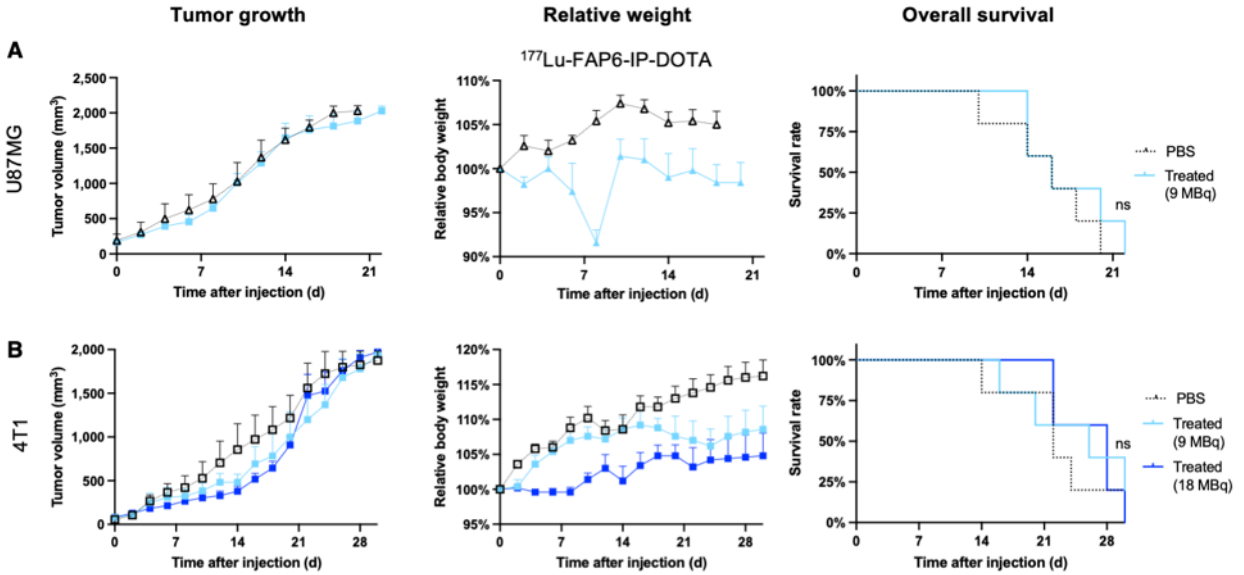 Tumor growth
Relative weight
Overall survival
A
¹⁷⁷Lu-FAP6-IP-DOTA
U87MG
Tumor volume (mm³)
2,500
2,000
1,500
1,000
500
0
0 7 14 21
Time after injection (d)
Relative body weight
110%
105%
100%
95%
90%
0 7 14 21
Time after injection (d)
Survival rate
100%
75%
50%
25%
0%
0 7 14 21
Time after injection (d)
ns
PBS
Treated
(9 MBq)
B
4T1
Tumor volume (mm³)
2,000
1,500
1,000
500
0
0 7 14 21 28
Time after injection (d)
Relative body weight
120%
115%
110%
105%
100%
95%
0 7 14 21 28
Time after injection (d)
Survival rate
100%
75%
50%
25%
0%
0 7 14 21 28
Time after injection (d)
ns
PBS
Treated
(9 MBq)
Treated
(18 MBq)